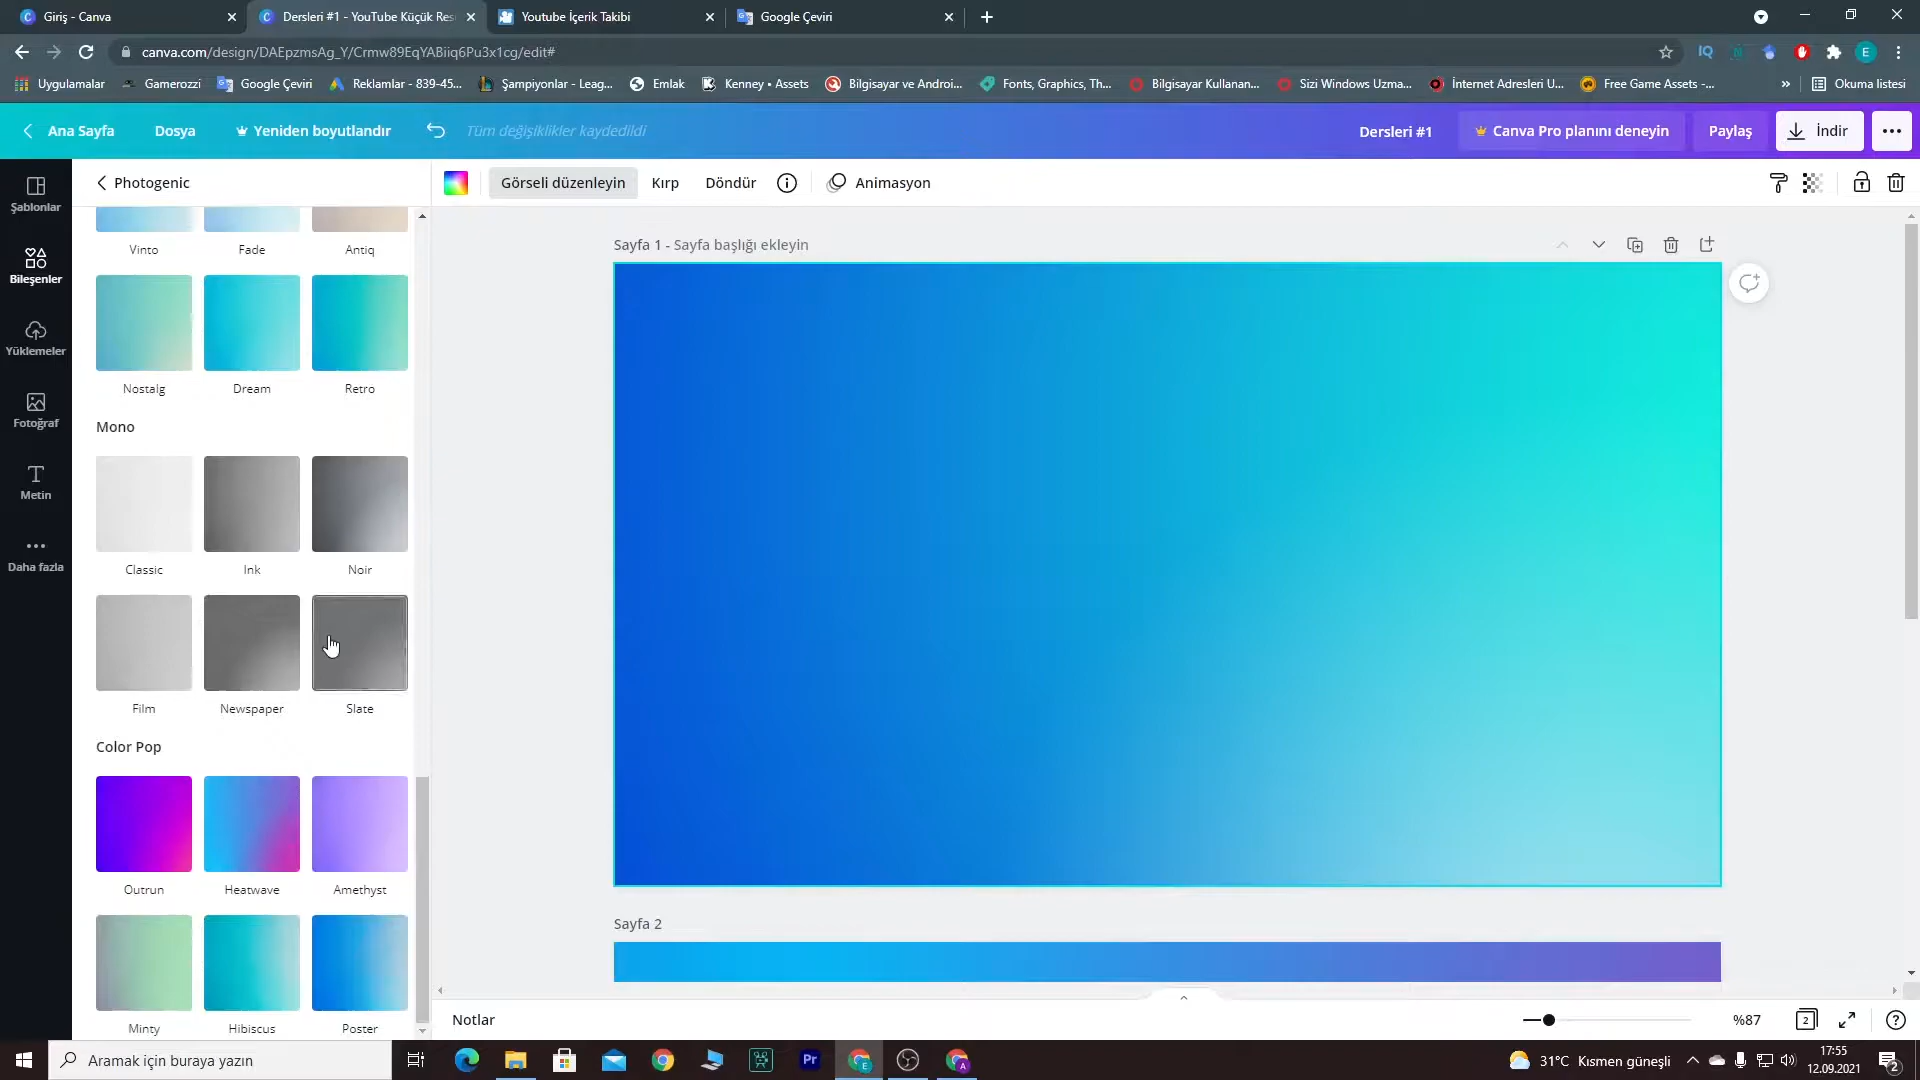 Giriş - Canva
Dersleri #1 - YouTube Küçük Res
Youtube İçerik Takibi
Google Çeviri
canva.com/design/DAEpzmsAg_Y/Crmw89EqYABiiq6Pu3x1cg/edit#
Uygulamalar
Gamerozzi
Google Çeviri
Reklamlar - 839-45...
Şampiyonlar - Leag...
Emlak
Kenney • Assets
Bilgisayar ve Androi...
Fonts, Graphics, Th...
Bilgisayar Kullanan...
Sizi Windows Uzma...
İnternet Adresleri U...
Free Game Assets -...
Okuma listesi
Ana Sayfa
Dosya
Yeniden boyutlandır
Tüm değişiklikler kaydedildi
Dersleri #1
Canva Pro planını deneyin
Paylaş
İndir
Şablonlar
Bileşenler
Yüklemeler
Fotoğraf
Metin
Daha fazla
Photogenic
Görseli düzenleyin
Kırp
Döndür
Animasyon
Vinto
Fade
Antiq
Nostalg
Dream
Retro
Mono
Classic
Ink
Noir
Film
Newspaper
Slate
Color Pop
Outrun
Heatwave
Amethyst
Minty
Hibiscus
Poster
Sayfa 1 - Sayfa başlığı ekleyin
Sayfa 2
Notlar
%87
2
Aramak için buraya yazın
Pr
E
A
31°C Kısmen güneşli
17:55
12.09.2021
2